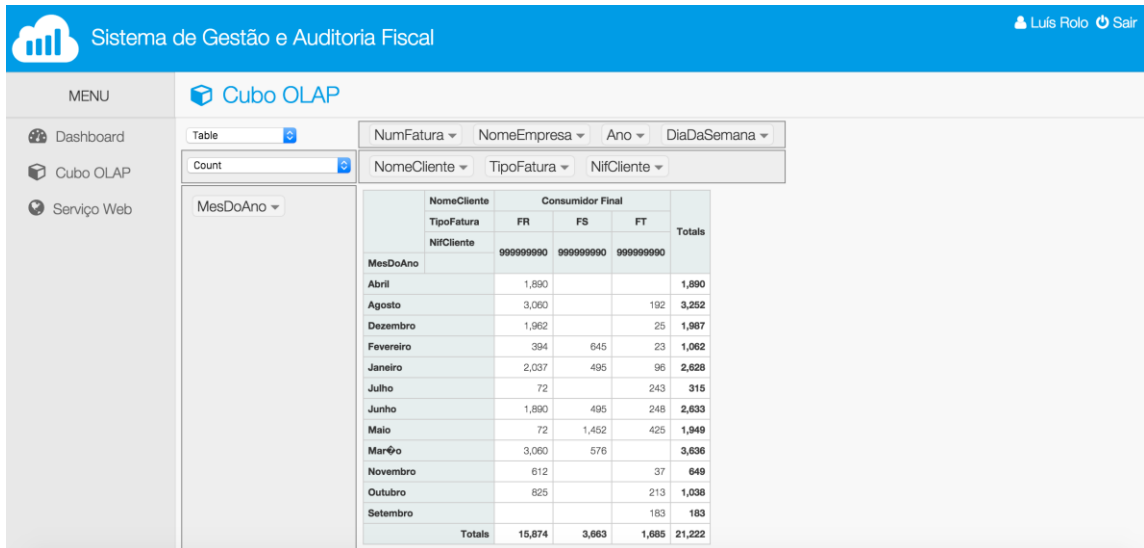 Sistema de Gestão e Auditoria Fiscal
Luís Rolo Sair
MENU
Cubo OLAP
Dashboard
Cubo OLAP
Serviço Web
Table
NumFatura NomeEmpresa Ano DiaDaSemana
Count
NomeCliente TipoFatura NifCliente
MesDoAno
NomeCliente Consumidor Final Totals
TipoFatura FR FS FT
NifCliente 999999990 999999990 999999990
MesDoAno
Abril 1,890 1,890
Agosto 3,060 192 3,252
Dezembro 1,962 25 1,987
Fevereiro 394 645 23 1,062
Janeiro 2,037 495 96 2,628
Julho 72 243 315
Junho 1,890 495 248 2,633
Maio 72 1,452 425 1,949
Mar�o 3,060 576 3,636
Novembro 612 37 649
Outubro 825 213 1,038
Setembro 183 183
Totals 15,874 3,663 1,685 21,222